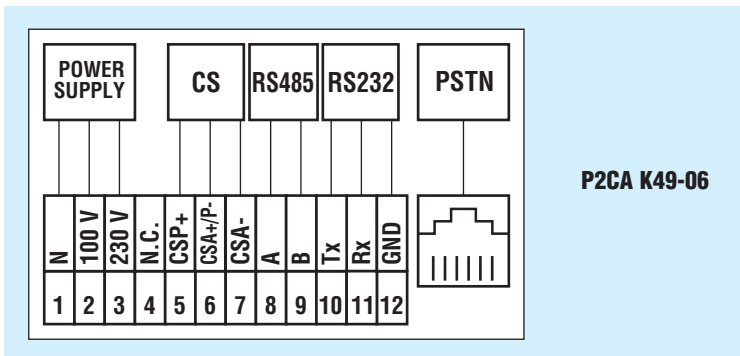 POWER
SUPPLY
CS
RS485
RS232
PSTN
N
100 V
230 V
N.C.
CSP+
CSA+/P-
CSA-
A
B
Tx
Rx
GND
1 2 3 4 5 6 7 8 9 10 11 12
P2CA K49-06